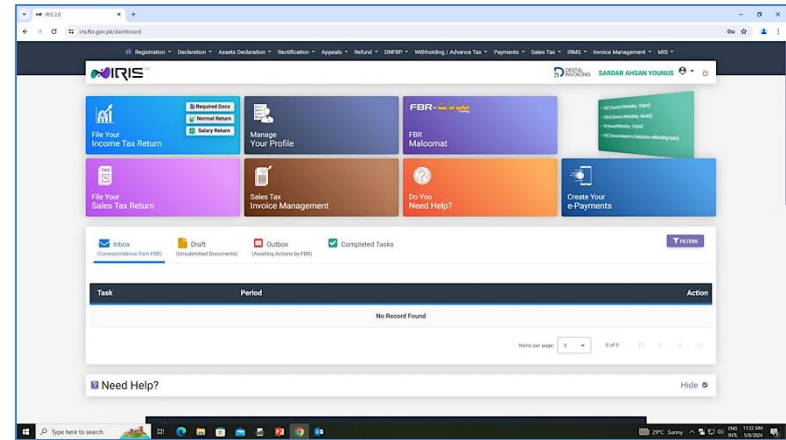 IRIS 2.0
iris.fbr.gov.pk/dashboard
Registration Declaration Assets Declaration Rectification Appeals Refund DNFBP Withholding / Advance Tax Payments Sales Tax IRMS Invoice Management MIS
IRIS
DIGITAL INVOICING SARDAR AHSAN YOUNUS
Required Docs
Normal Return
Salary Return
File Your
Income Tax Return
Manage
Your Profile
FBR-
FBR
Maloomat
TAX
File Your
Sales Tax Return
Sales Tax
Invoice Management
Do You
Need Help?
Create Your
e-Payments
Inbox
(Correspondence from FBR)
Draft
(Unsubmitted Documents)
Outbox
(Awaiting Actions by FBR)
Completed Tasks
FILTERS
Task Period Action
No Record Found
Items per page: 5 0 of 0
Need Help? Hide
Type here to search
29°C Sunny ENG 11:22 AM
INTL 5/8/2024